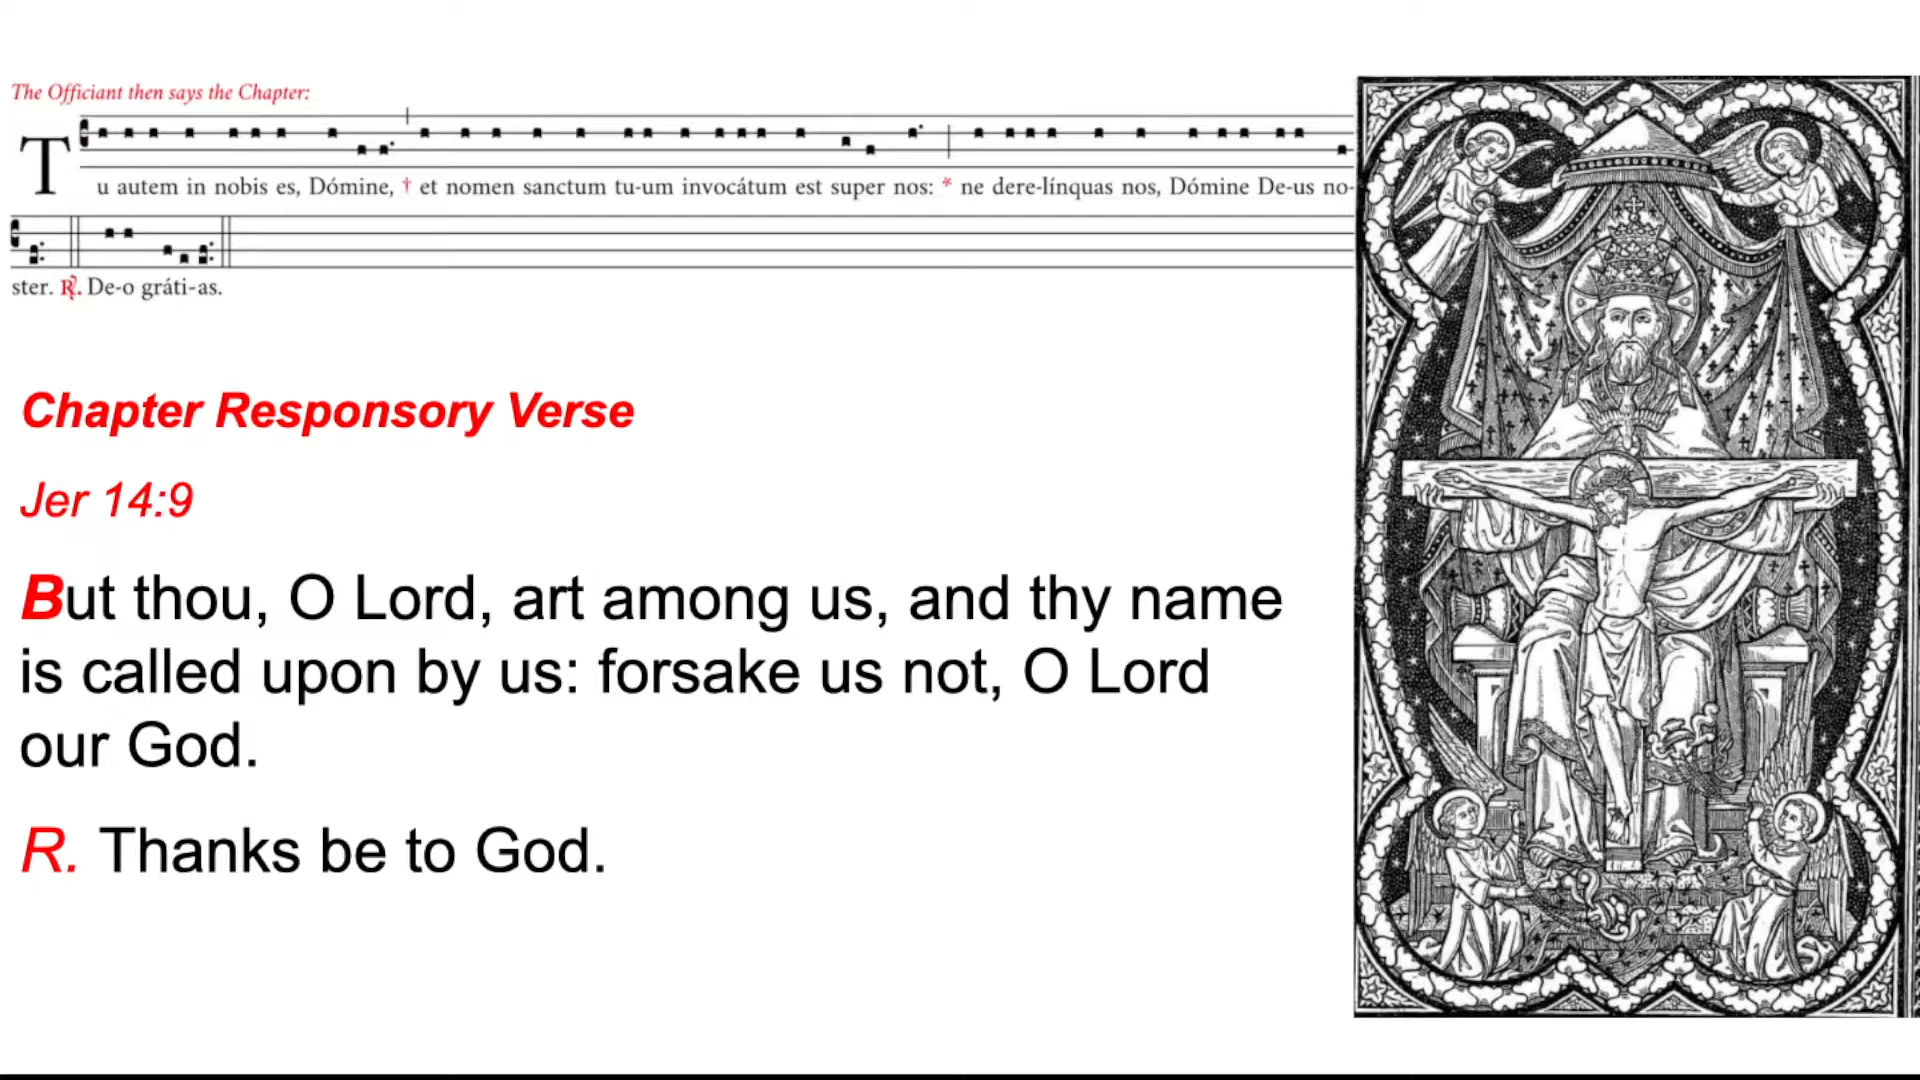 The Officiant then says the Chapter:
Tu autem in nobis es, Dómine, † et nomen sanctum tu-um invocátum est super nos: * ne dere-línquas nos, Dómine De-us no-
ster. ℟. De-o gráti-as.
Chapter Responsory Verse
Jer 14:9
But thou, O Lord, art among us, and thy name
is called upon by us: forsake us not, O Lord
our God.
R. Thanks be to God.